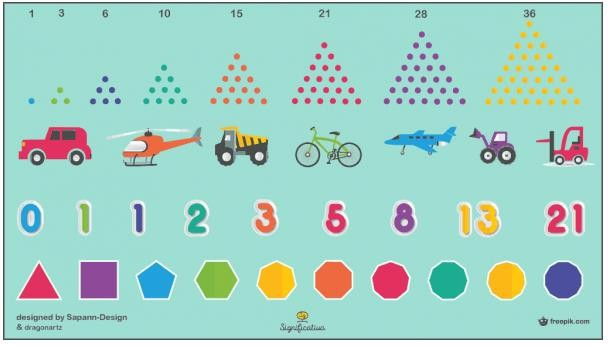 1 3 6 10 15 21 28 36
0 1 1 2 3 5 8 13 21
designed by Sapann-Design
& dragonartz
Significativa
freepik.com